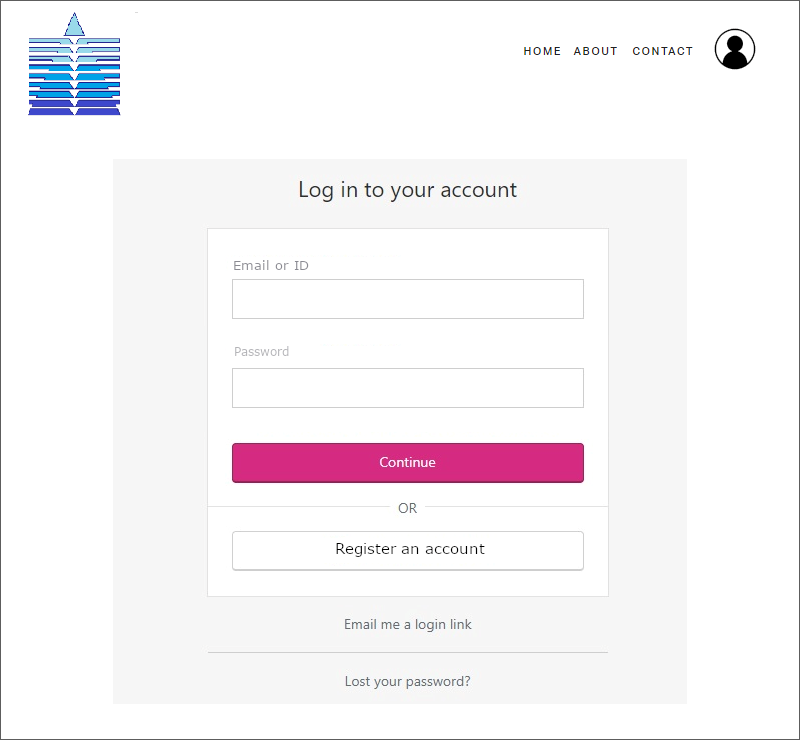 HOME ABOUT CONTACT
Log in to your account
Email or ID
Password
Continue
OR
Register an account
Email me a login link
Lost your password?